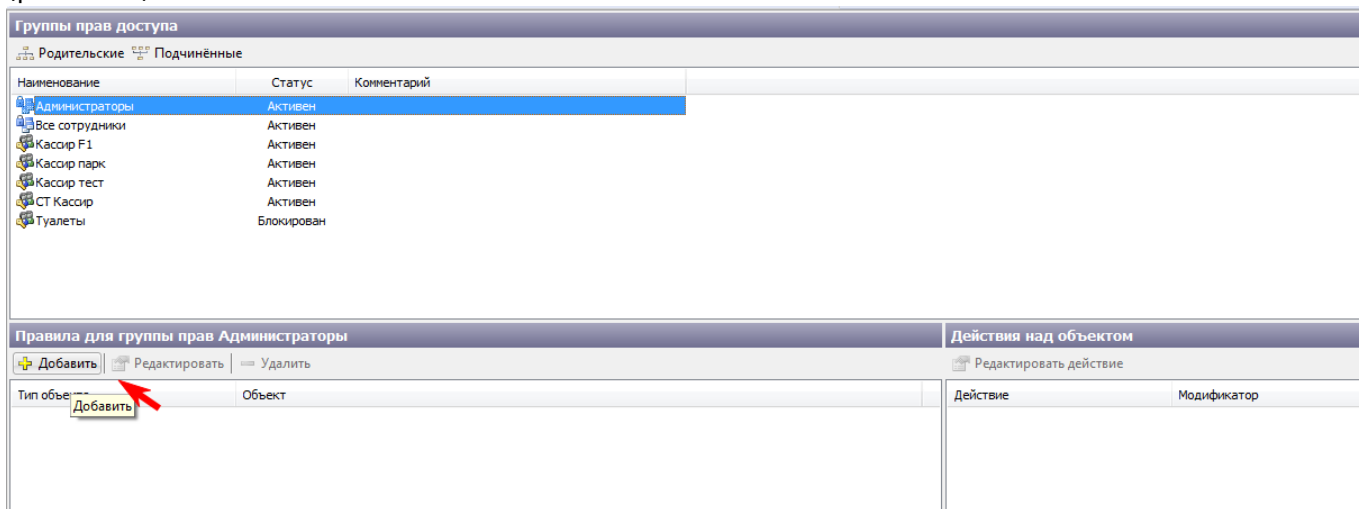 Группы прав доступа
Родительские Подчинённые
Наименование Статус Комментарий
Администраторы Активен
Все сотрудники Активен
Кассир F1 Активен
Кассир парк Активен
Кассир тест Активен
СТ Кассир Активен
Туалеты Блокирован
Правила для группы прав Администраторы Действия над объектом
Добавить Редактировать Удалить Редактировать действие
Тип Объект Действие Модификатор
Добавить